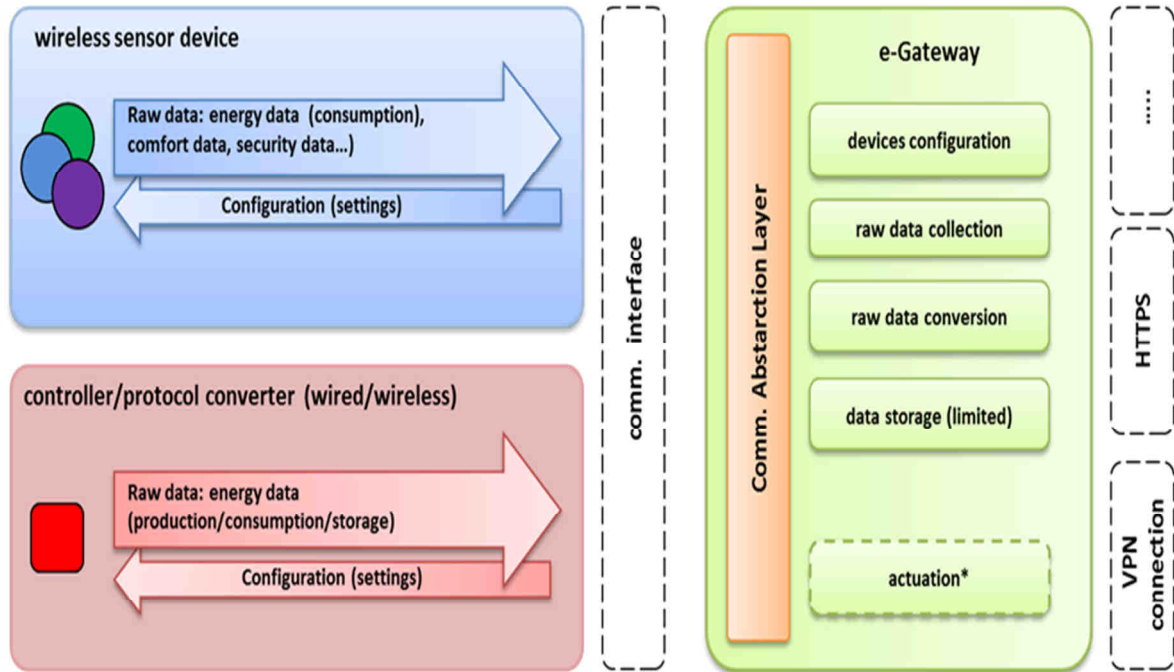 wireless sensor device
Raw data: energy data (consumption),
comfort data, security data...)
Configuration (settings)
controller/protocol converter (wired/wireless)
Raw data: energy data
(production/consumption/storage)
Configuration (settings)
comm. interface
Comm. Abstarction Layer
e-Gateway
devices configuration
raw data collection
raw data conversion
data storage (limited)
actuation*
.....
HTTPS
VPN
connection